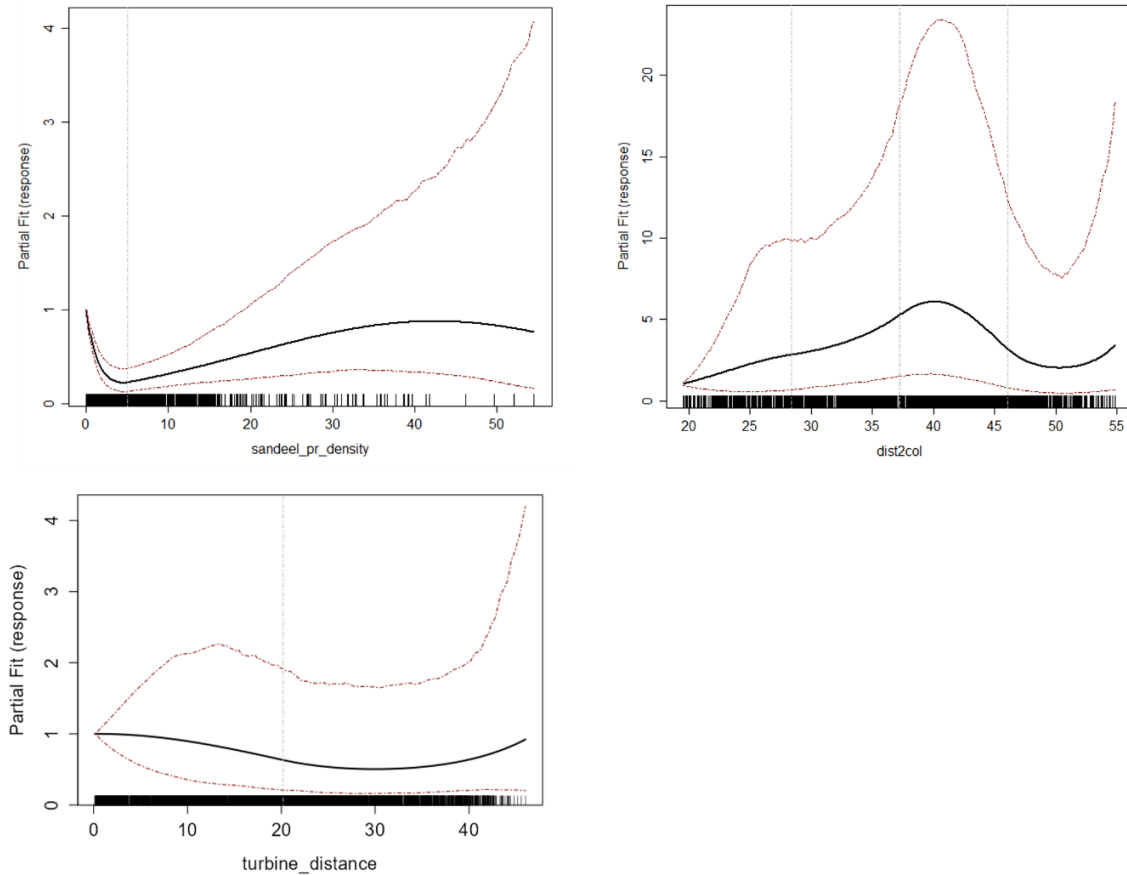 Partial Fit (response)
4
3
2
1
0
0 10 20 30 40 50
sandeel_pr_density
Partial Fit (response)
20
15
10
5
0
20 25 30 35 40 45 50 55
dist2col
Partial Fit (response)
4
3
2
1
0
0 10 20 30 40
turbine_distance